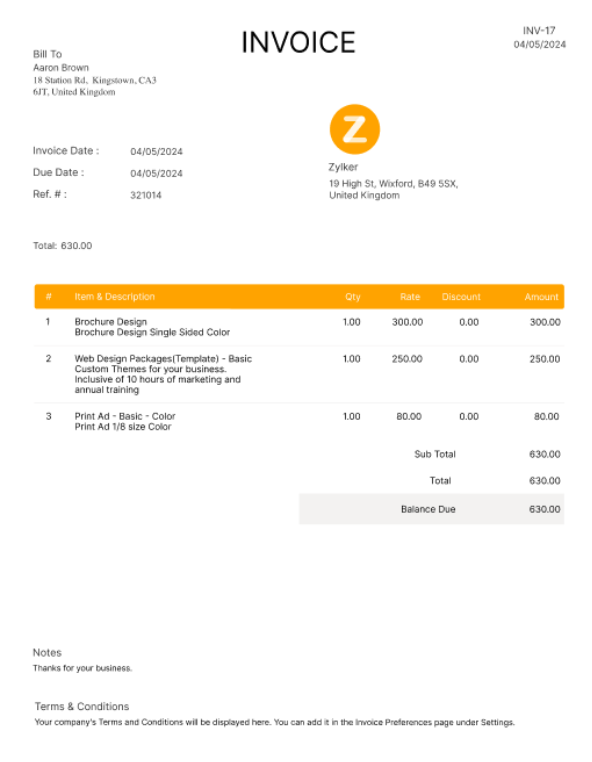 INVOICE
INV-17
04/05/2024
Bill To
Aaron Brown
18 Station Rd, Kingstown, CA3
6JT, United Kingdom
Z
Invoice Date : 04/05/2024
Due Date : 04/05/2024
Ref. # : 321014
Zylker
19 High St, Wixford, B49 5SX,
United Kingdom
Total: 630.00
# Item & Description Qty Rate Discount Amount
1 Brochure Design 1.00 300.00 0.00 300.00
Brochure Design Single Sided Color
2 Web Design Packages(Template) - Basic 1.00 250.00 0.00 250.00
Custom Themes for your business.
Inclusive of 10 hours of marketing and
annual training
3 Print Ad - Basic - Color 1.00 80.00 0.00 80.00
Print Ad 1/8 size Color
Sub Total 630.00
Total 630.00
Balance Due 630.00
Notes
Thanks for your business.
Terms & Conditions
Your company's Terms and Conditions will be displayed here. You can add it in the Invoice Preferences page under Settings.